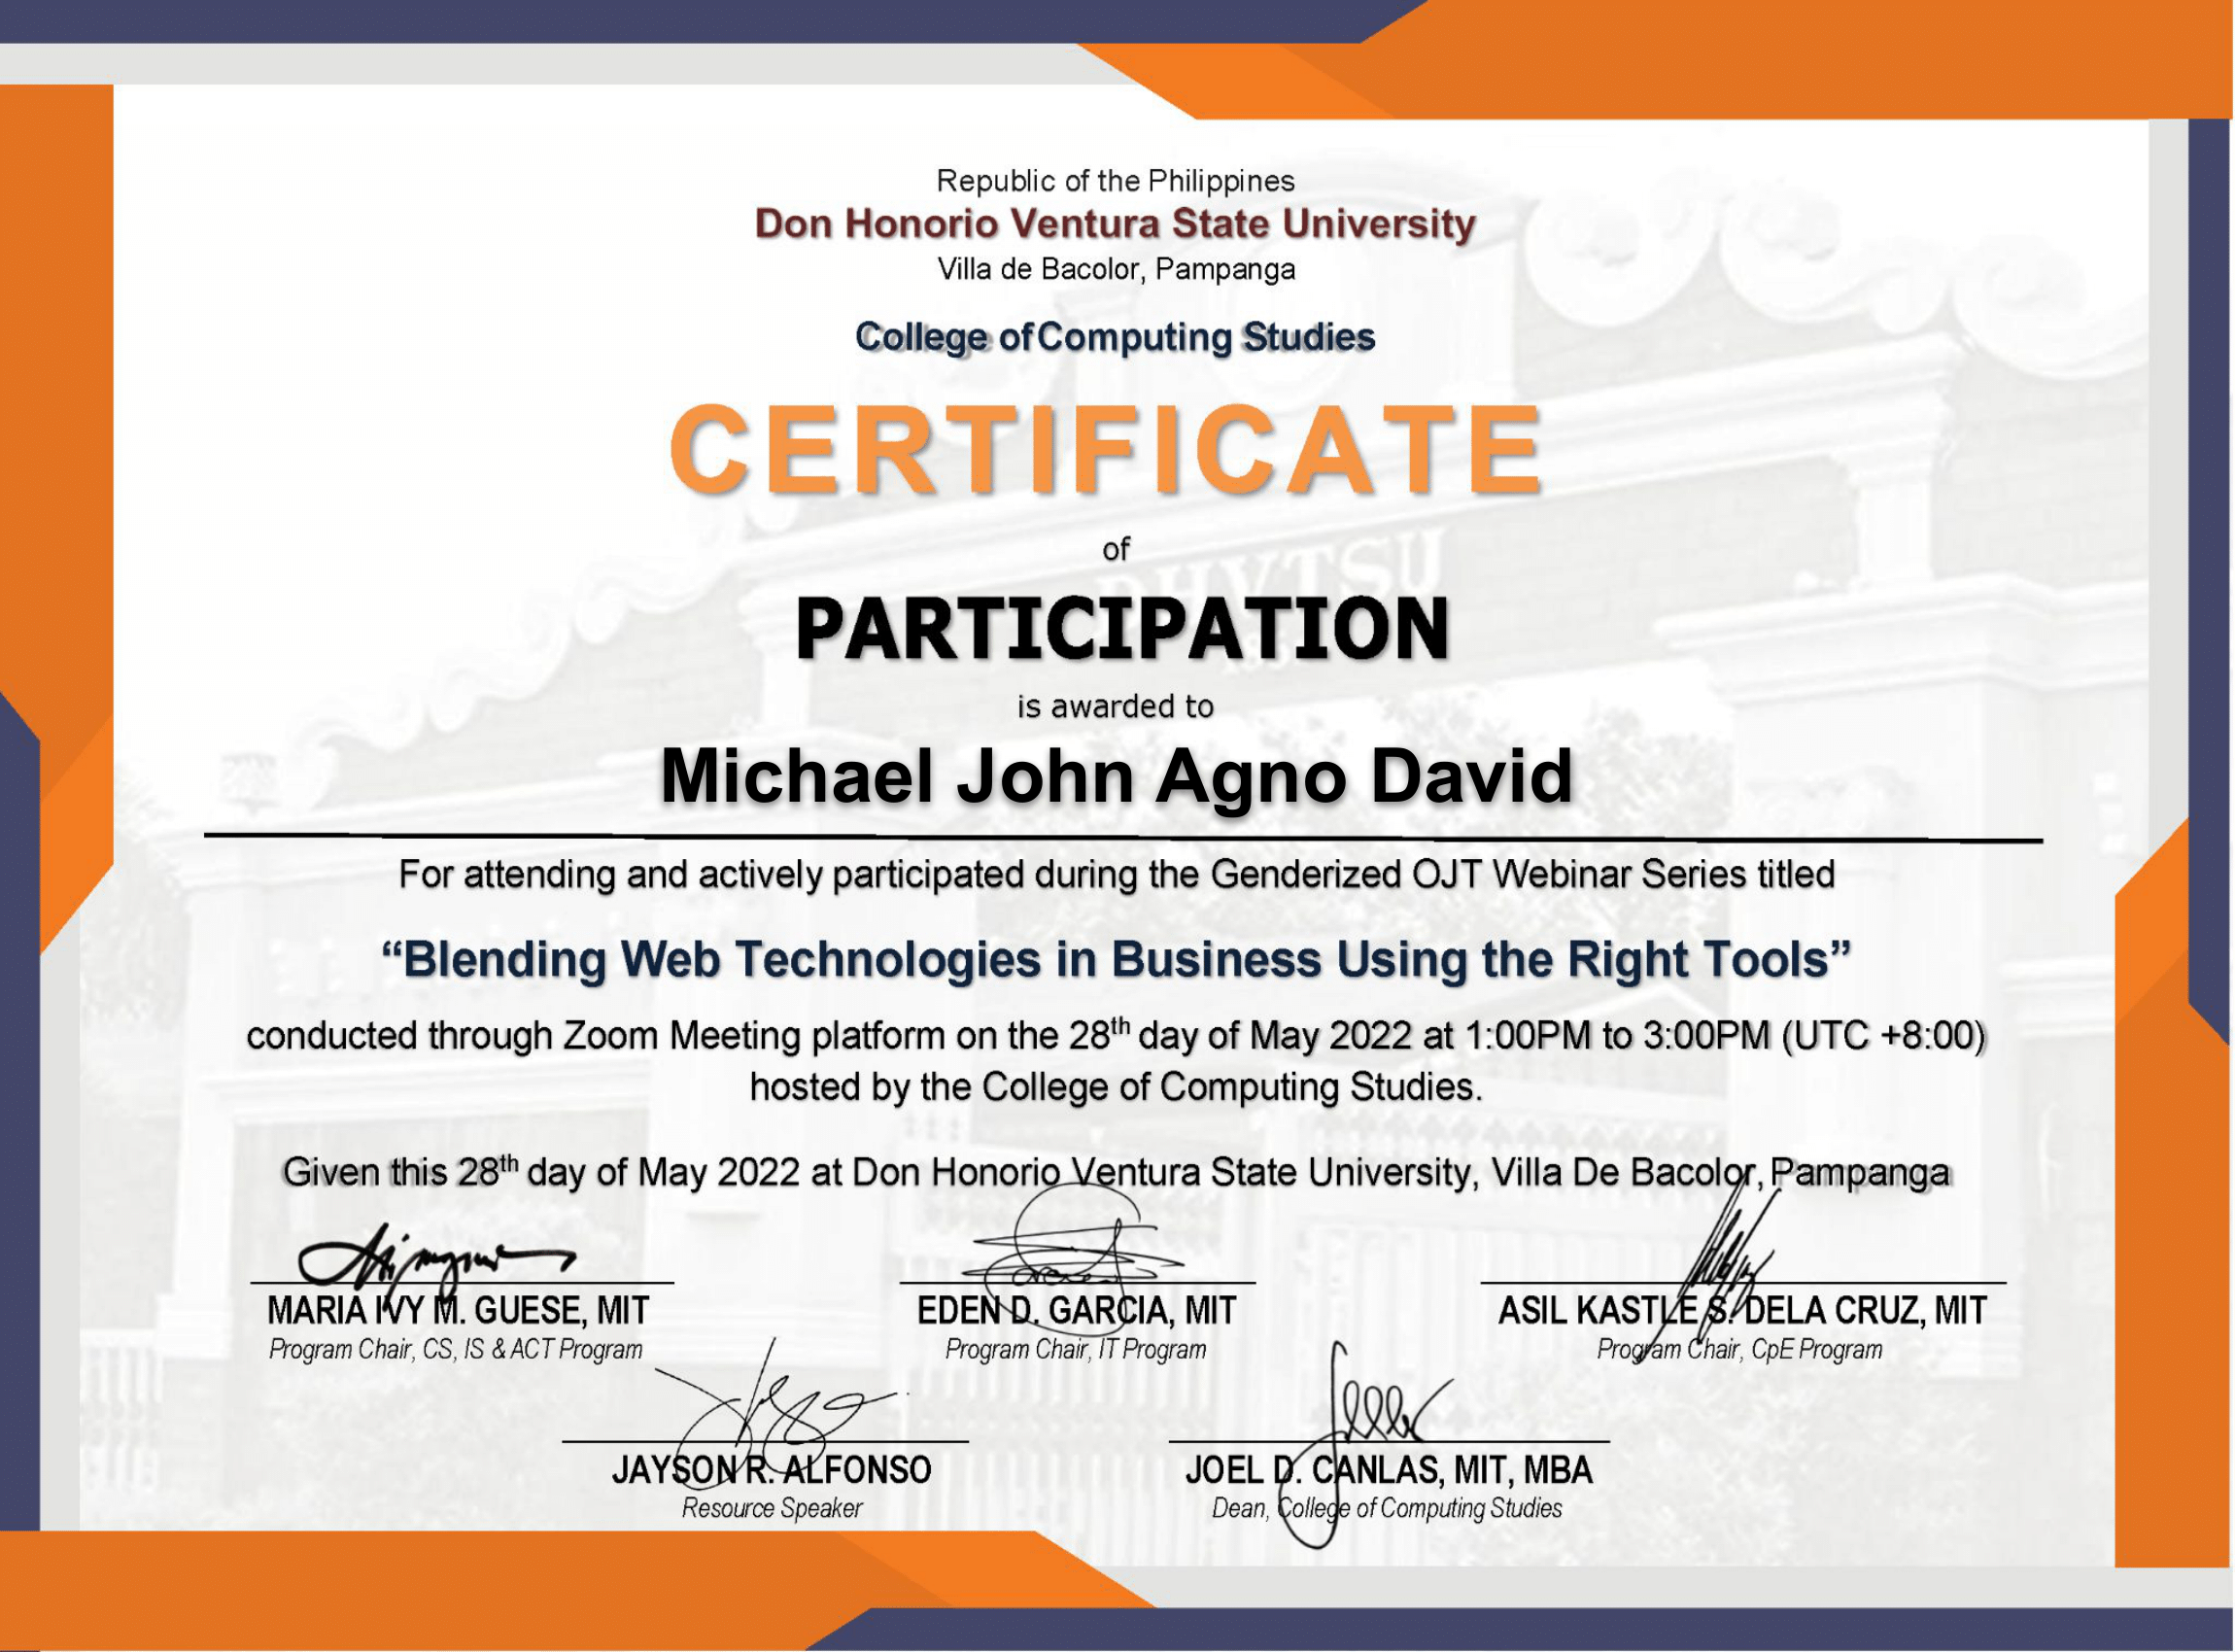 Republic of the Philippines
Don Honorio Ventura State University
Villa de Bacolor, Pampanga
College of Computing Studies
CERTIFICATE
of
DHVTSU
PARTICIPATION
is awarded to
Michael John Agno David
For attending and actively participated during the Genderized OJT Webinar Series titled
“Blending Web Technologies in Business Using the Right Tools”
conducted through Zoom Meeting platform on the 28th day of May 2022 at 1:00PM to 3:00PM (UTC +8:00)
hosted by the College of Computing Studies.
Given this 28th day of May 2022 at Don Honorio Ventura State University, Villa De Bacolor, Pampanga
MARIA IVY M. GUESE, MIT EDEN D. GARCIA, MIT ASIL KASTLE S. DELA CRUZ, MIT
Program Chair, CS, IS & ACT Program Program Chair, IT Program Program Chair, CpE Program
JAYSON R. ALFONSO JOEL D. CANLAS, MIT, MBA
Resource Speaker Dean, College of Computing Studies